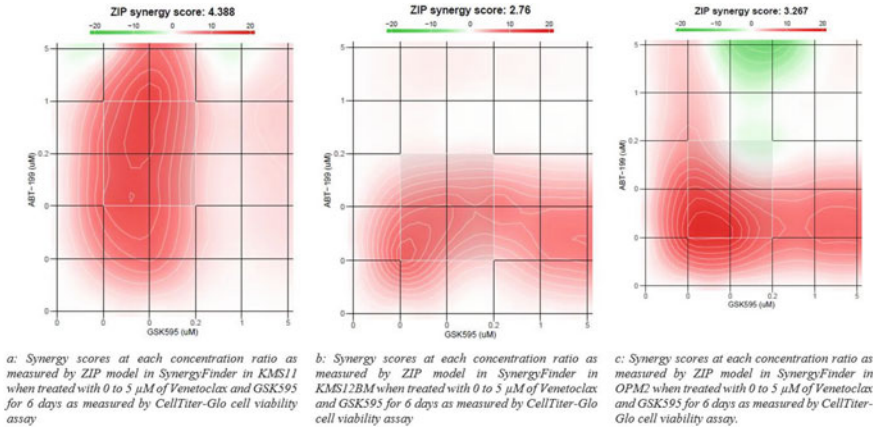 ZIP synergy score: 4.388
−20 −10 0 10 20
ABT−199 (uM)
5
1
0.2
0
0
0
0 0 0 0.2 1 5
GSK595 (uM)
a: Synergy scores at each concentration ratio as
measured by ZIP model in SynergyFinder in KMS11
when treated with 0 to 5 µM of Venetoclax and GSK595
for 6 days as measured by CellTiter-Glo cell viability
assay
ZIP synergy score: 2.76
−20 −10 0 10 20
ABT−199 (uM)
5
1
0.2
0
0
0
0 0 0 0.2 1 5
GSK595 (uM)
b: Synergy scores at each concentration ratio as
measured by ZIP model in SynergyFinder in
KMS12BM when treated with 0 to 5 µM of Venetoclax
and GSK595 for 6 days as measured by CellTiter-Glo
cell viability assay
ZIP synergy score: 3.267
−20 −10 0 10 20
ABT−199 (uM)
5
1
0.2
0
0
0
0 0 0 0.2 1 5
GSK595 (uM)
c: Synergy scores at each concentration ratio as
measured by ZIP model in SynergyFinder in
OPM2 when treated with 0 to 5 µM of Venetoclax
and GSK595 for 6 days as measured by CellTiter-
Glo cell viability assay.